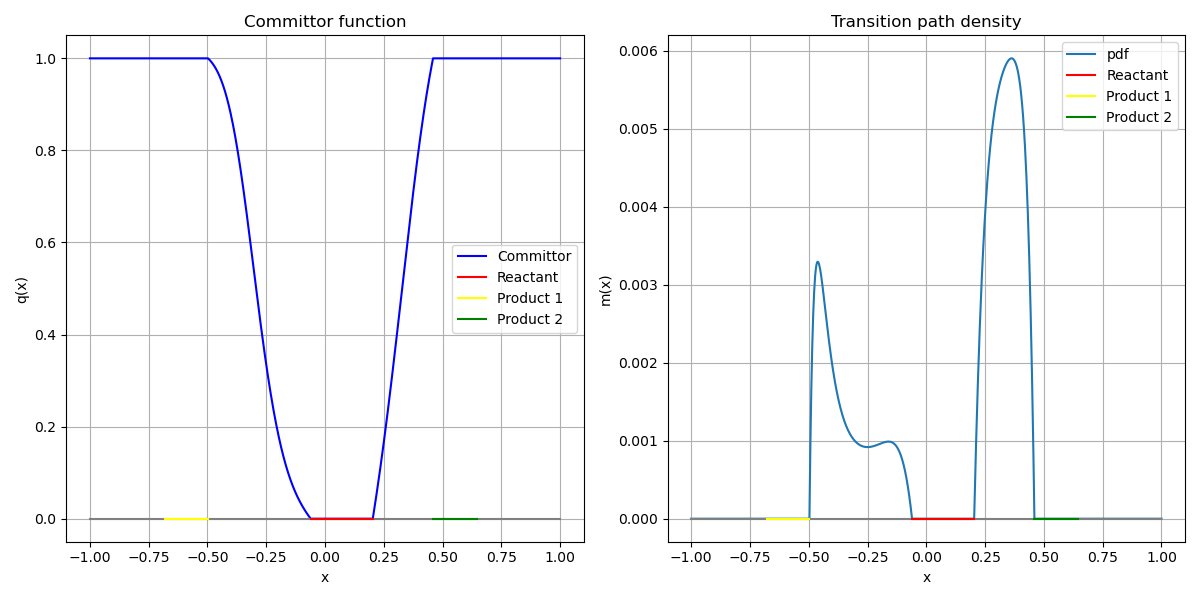 Committor function
q(x)
1.0
0.8
0.6
0.4
0.2
0.0
Committor
Reactant
Product 1
Product 2
−1.00 −0.75 −0.50 −0.25 0.00 0.25 0.50 0.75 1.00
x
Transition path density
m(x)
0.006
0.005
0.004
0.003
0.002
0.001
0.000
pdf
Reactant
Product 1
Product 2
−1.00 −0.75 −0.50 −0.25 0.00 0.25 0.50 0.75 1.00
x